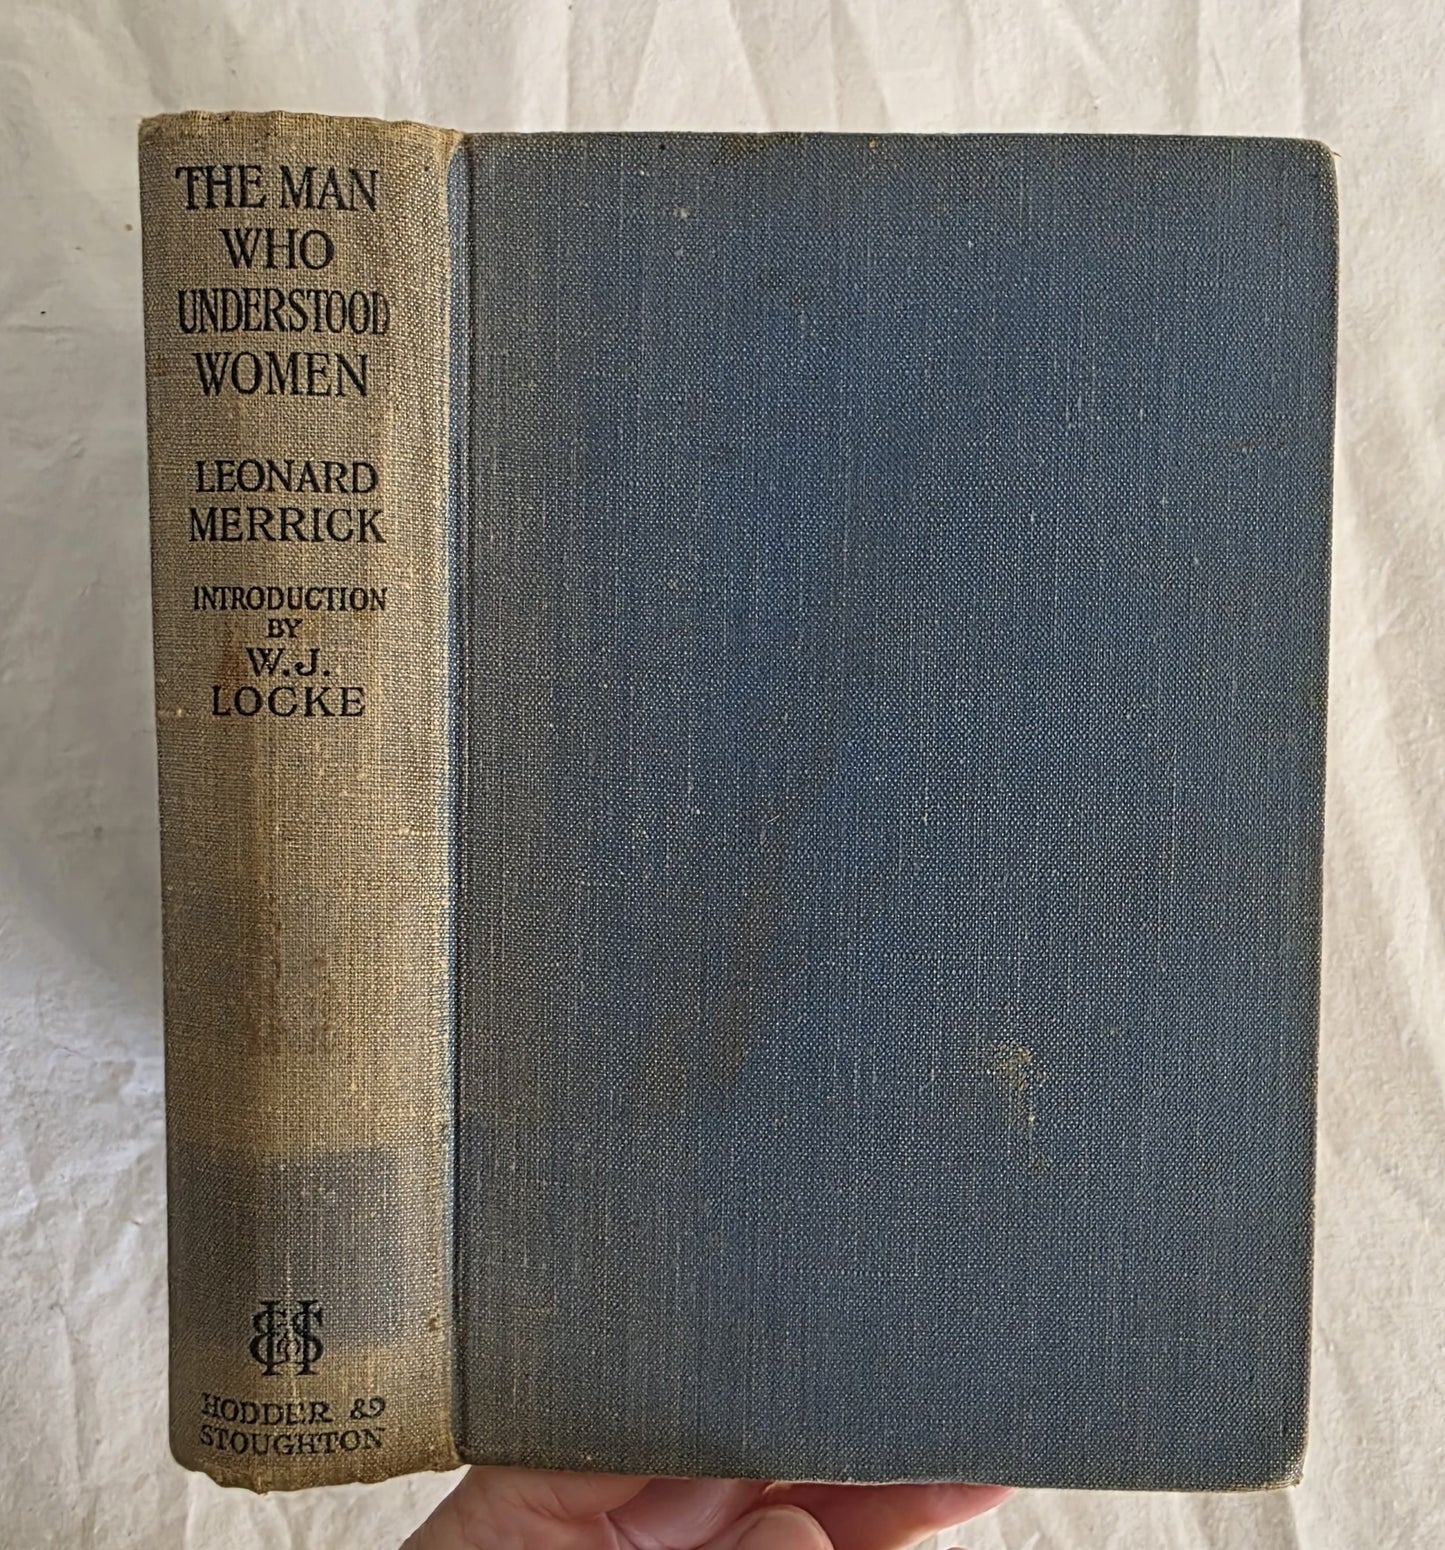 THE MAN
WHO
UNDERSTOOD
WOMEN
LEONARD
MERRICK
INTRODUCTION
BY
W.J.
LOCKE
H&S
HODDER &
STOUGHTON